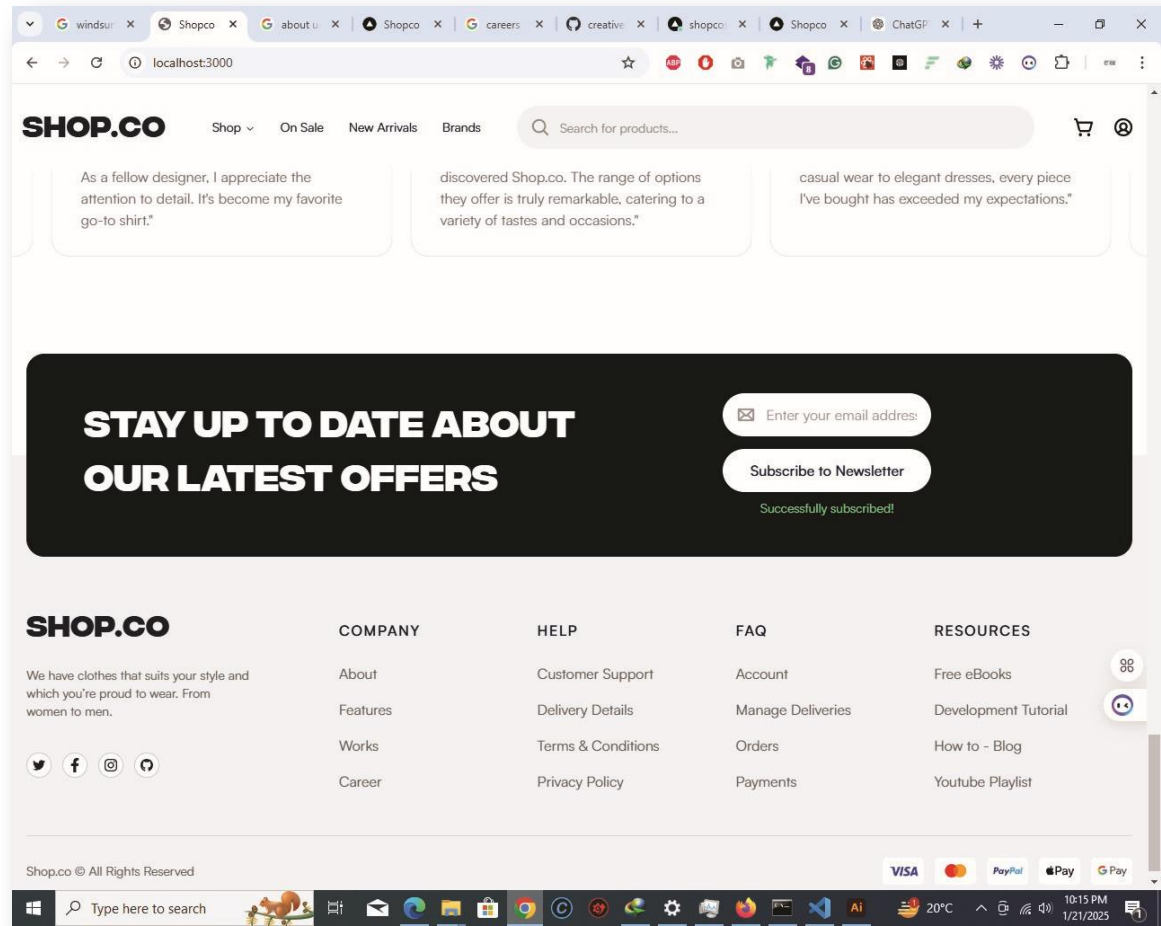 windsur
Shopco
about u
Shopco
careers
creative
shopco
Shopco
ChatGP
localhost:3000
ABP
B
SHOP.CO
Shop
On Sale
New Arrivals
Brands
Search for products...
As a fellow designer, I appreciate the
attention to detail. It's become my favorite
go-to shirt."
discovered Shop.co. The range of options
they offer is truly remarkable, catering to a
variety of tastes and occasions."
casual wear to elegant dresses, every piece
I've bought has exceeded my expectations."
STAY UP TO DATE ABOUT
OUR LATEST OFFERS
Enter your email addres
Subscribe to Newsletter
Successfully subscribed!
SHOP.CO
We have clothes that suits your style and
which you're proud to wear. From
women to men.
COMPANY
About
Features
Works
Career
HELP
Customer Support
Delivery Details
Terms & Conditions
Privacy Policy
FAQ
Account
Manage Deliveries
Orders
Payments
RESOURCES
Free eBooks
Development Tutorial
How to - Blog
Youtube Playlist
Shop.co © All Rights Reserved
VISA
PayPal
Pay
G Pay
Type here to search
Ai
20°C
10:15 PM
1/21/2025
1